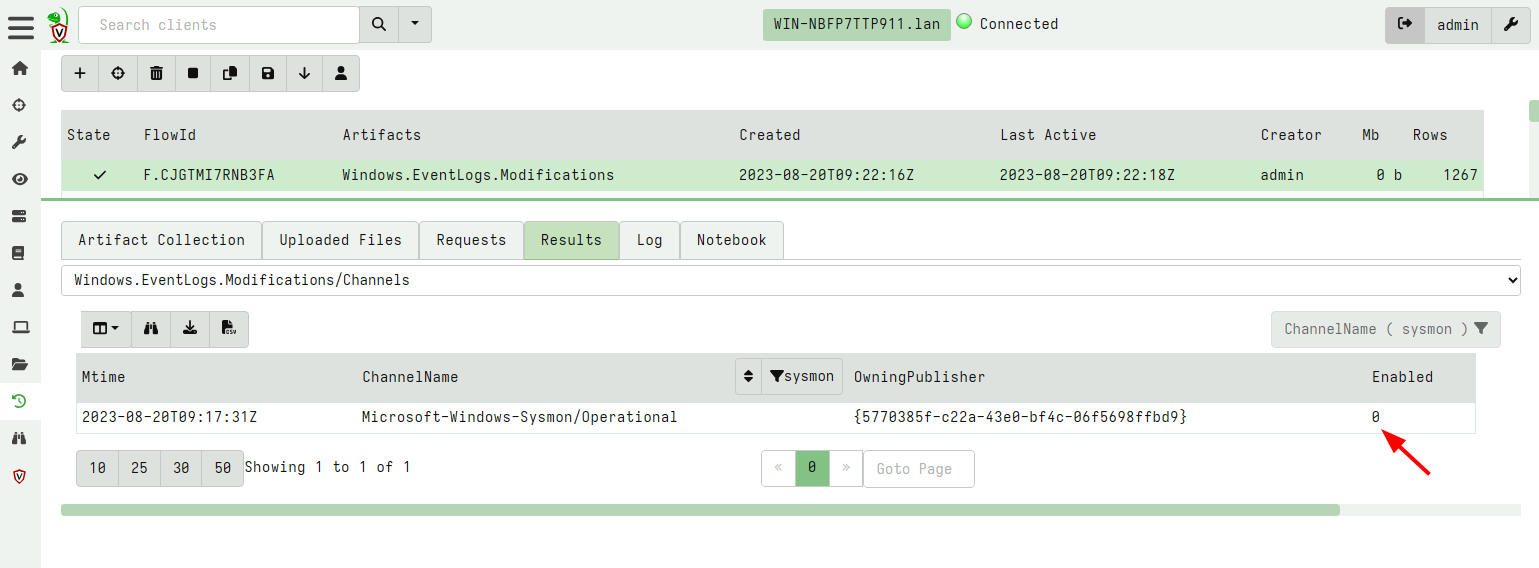 Search clients
WIN-NBFP7TTP911.lan Connected
admin
State FlowId Artifacts Created Last Active Creator Mb Rows
F.CJGTMI7RNB3FA Windows.EventLogs.Modifications 2023-08-20T09:22:16Z 2023-08-20T09:22:18Z admin 0 b 1267
Artifact Collection Uploaded Files Requests Results Log Notebook
Windows.EventLogs.Modifications/Channels
CSV
ChannelName ( sysmon )
Mtime ChannelName sysmon OwningPublisher Enabled
2023-08-20T09:17:31Z Microsoft-Windows-Sysmon/Operational {5770385f-c22a-43e0-bf4c-06f5698ffbd9} 0
10 25 30 50 Showing 1 to 1 of 1 « 0 » Goto Page